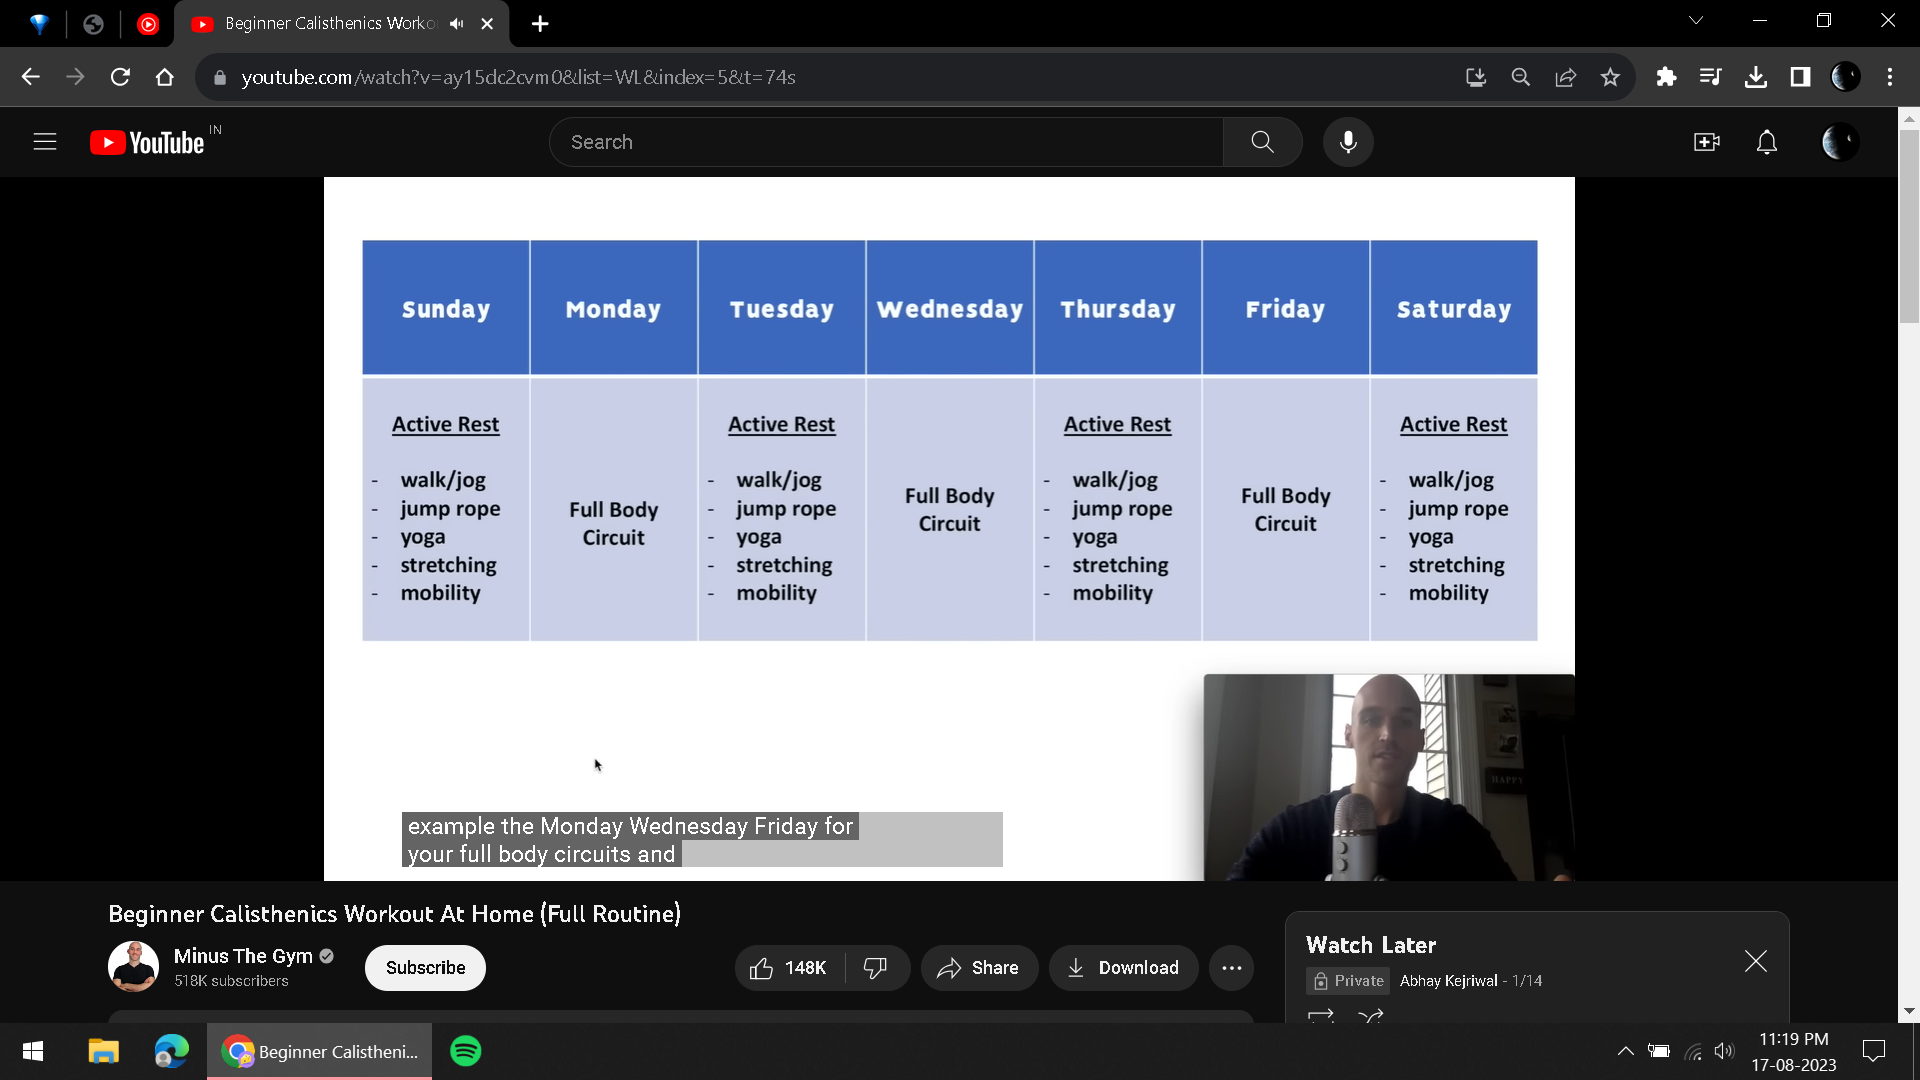 Beginner Calisthenics Worko
youtube.com/watch?v=ay15dc2cvm0&list=WL&index=5&t=74s
YouTube IN
Search
Sunday Monday Tuesday Wednesday Thursday Friday Saturday
Active Rest Active Rest Active Rest Active Rest
- walk/jog - walk/jog - walk/jog - walk/jog
- jump rope Full Body - jump rope Full Body - jump rope Full Body - jump rope
- yoga Circuit - yoga Circuit - yoga Circuit - yoga
- stretching - stretching - stretching - stretching
- mobility - mobility - mobility - mobility
HAPPY
example the Monday Wednesday Friday for
your full body circuits and
Beginner Calisthenics Workout At Home (Full Routine)
Minus The Gym
518K subscribers
Subscribe
148K
Share
Download
Watch Later
Private Abhay Kejriwal - 1/14
Beginner Calistheni...
11:19 PM
17-08-2023